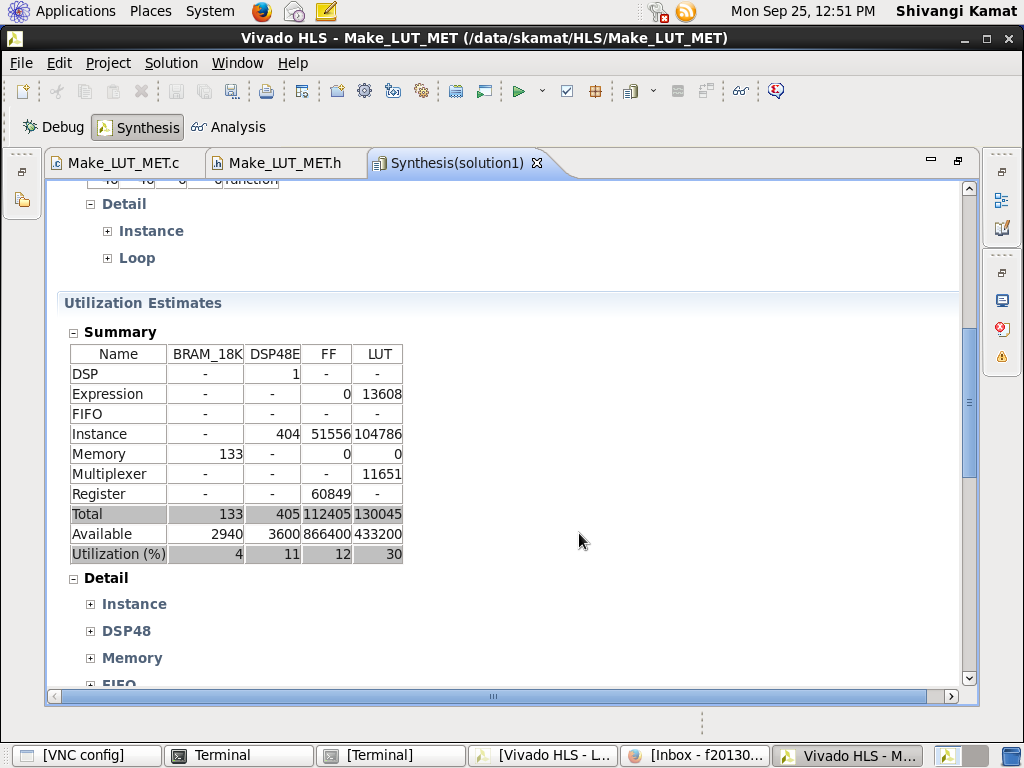 Applications Places System Mon Sep 25, 12:51 PM Shivangi Kamat
Vivado HLS - Make_LUT_MET (/data/skamat/HLS/Make_LUT_MET)
File Edit Project Solution Window Help
Debug Synthesis Analysis
Make_LUT_MET.c Make_LUT_MET.h Synthesis(solution1)
Detail
Instance
Loop
Utilization Estimates
Summary
Name BRAM_18K DSP48E FF LUT
DSP - 1 - -
Expression - - 0 13608
FIFO - - - -
Instance - 404 51556 104786
Memory 133 - 0 0
Multiplexer - - - 11651
Register - - 60849 -
Total 133 405 112405 130045
Available 2940 3600 866400 433200
Utilization (%) 4 11 12 30
Detail
Instance
DSP48
Memory
FIFO
[VNC config] Terminal [Terminal] [Vivado HLS - L... [Inbox - f20130... Vivado HLS - M...